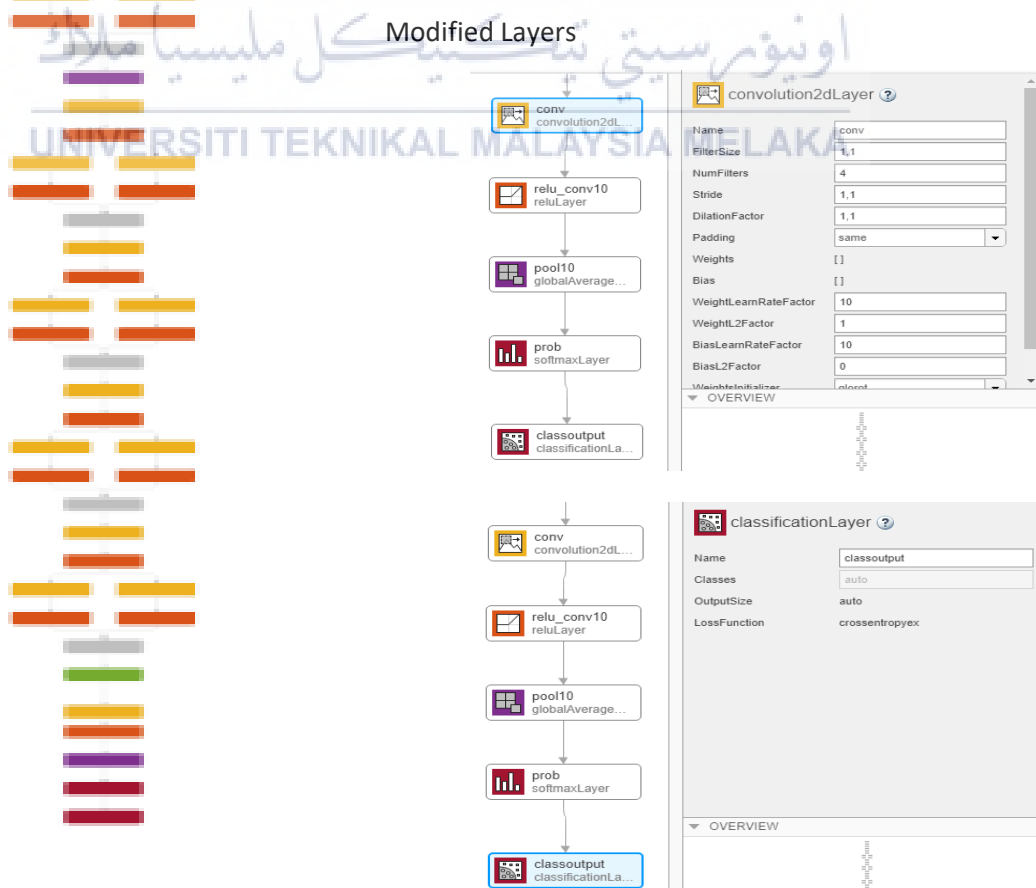 Modified Layers
اونيۏرسيتي تيكنيكل مليسيا ملاك
UNIVERSITI TEKNIKAL MALAYSIA MELAKA
conv
convolution2dL...
relu_conv10
reluLayer
pool10
globalAverage...
prob
softmaxLayer
classoutput
classificationLa...
convolution2dLayer ?
Name conv
FilterSize 1,1
NumFilters 4
Stride 1,1
DilationFactor 1,1
Padding same
Weights []
Bias []
WeightLearnRateFactor 10
WeightL2Factor 1
BiasLearnRateFactor 10
BiasL2Factor 0
WeightsInitializer glorot
OVERVIEW
conv
convolution2dL...
relu_conv10
reluLayer
pool10
globalAverage...
prob
softmaxLayer
classoutput
classificationLa...
classificationLayer ?
Name classoutput
Classes auto
OutputSize auto
LossFunction crossentropyex
OVERVIEW